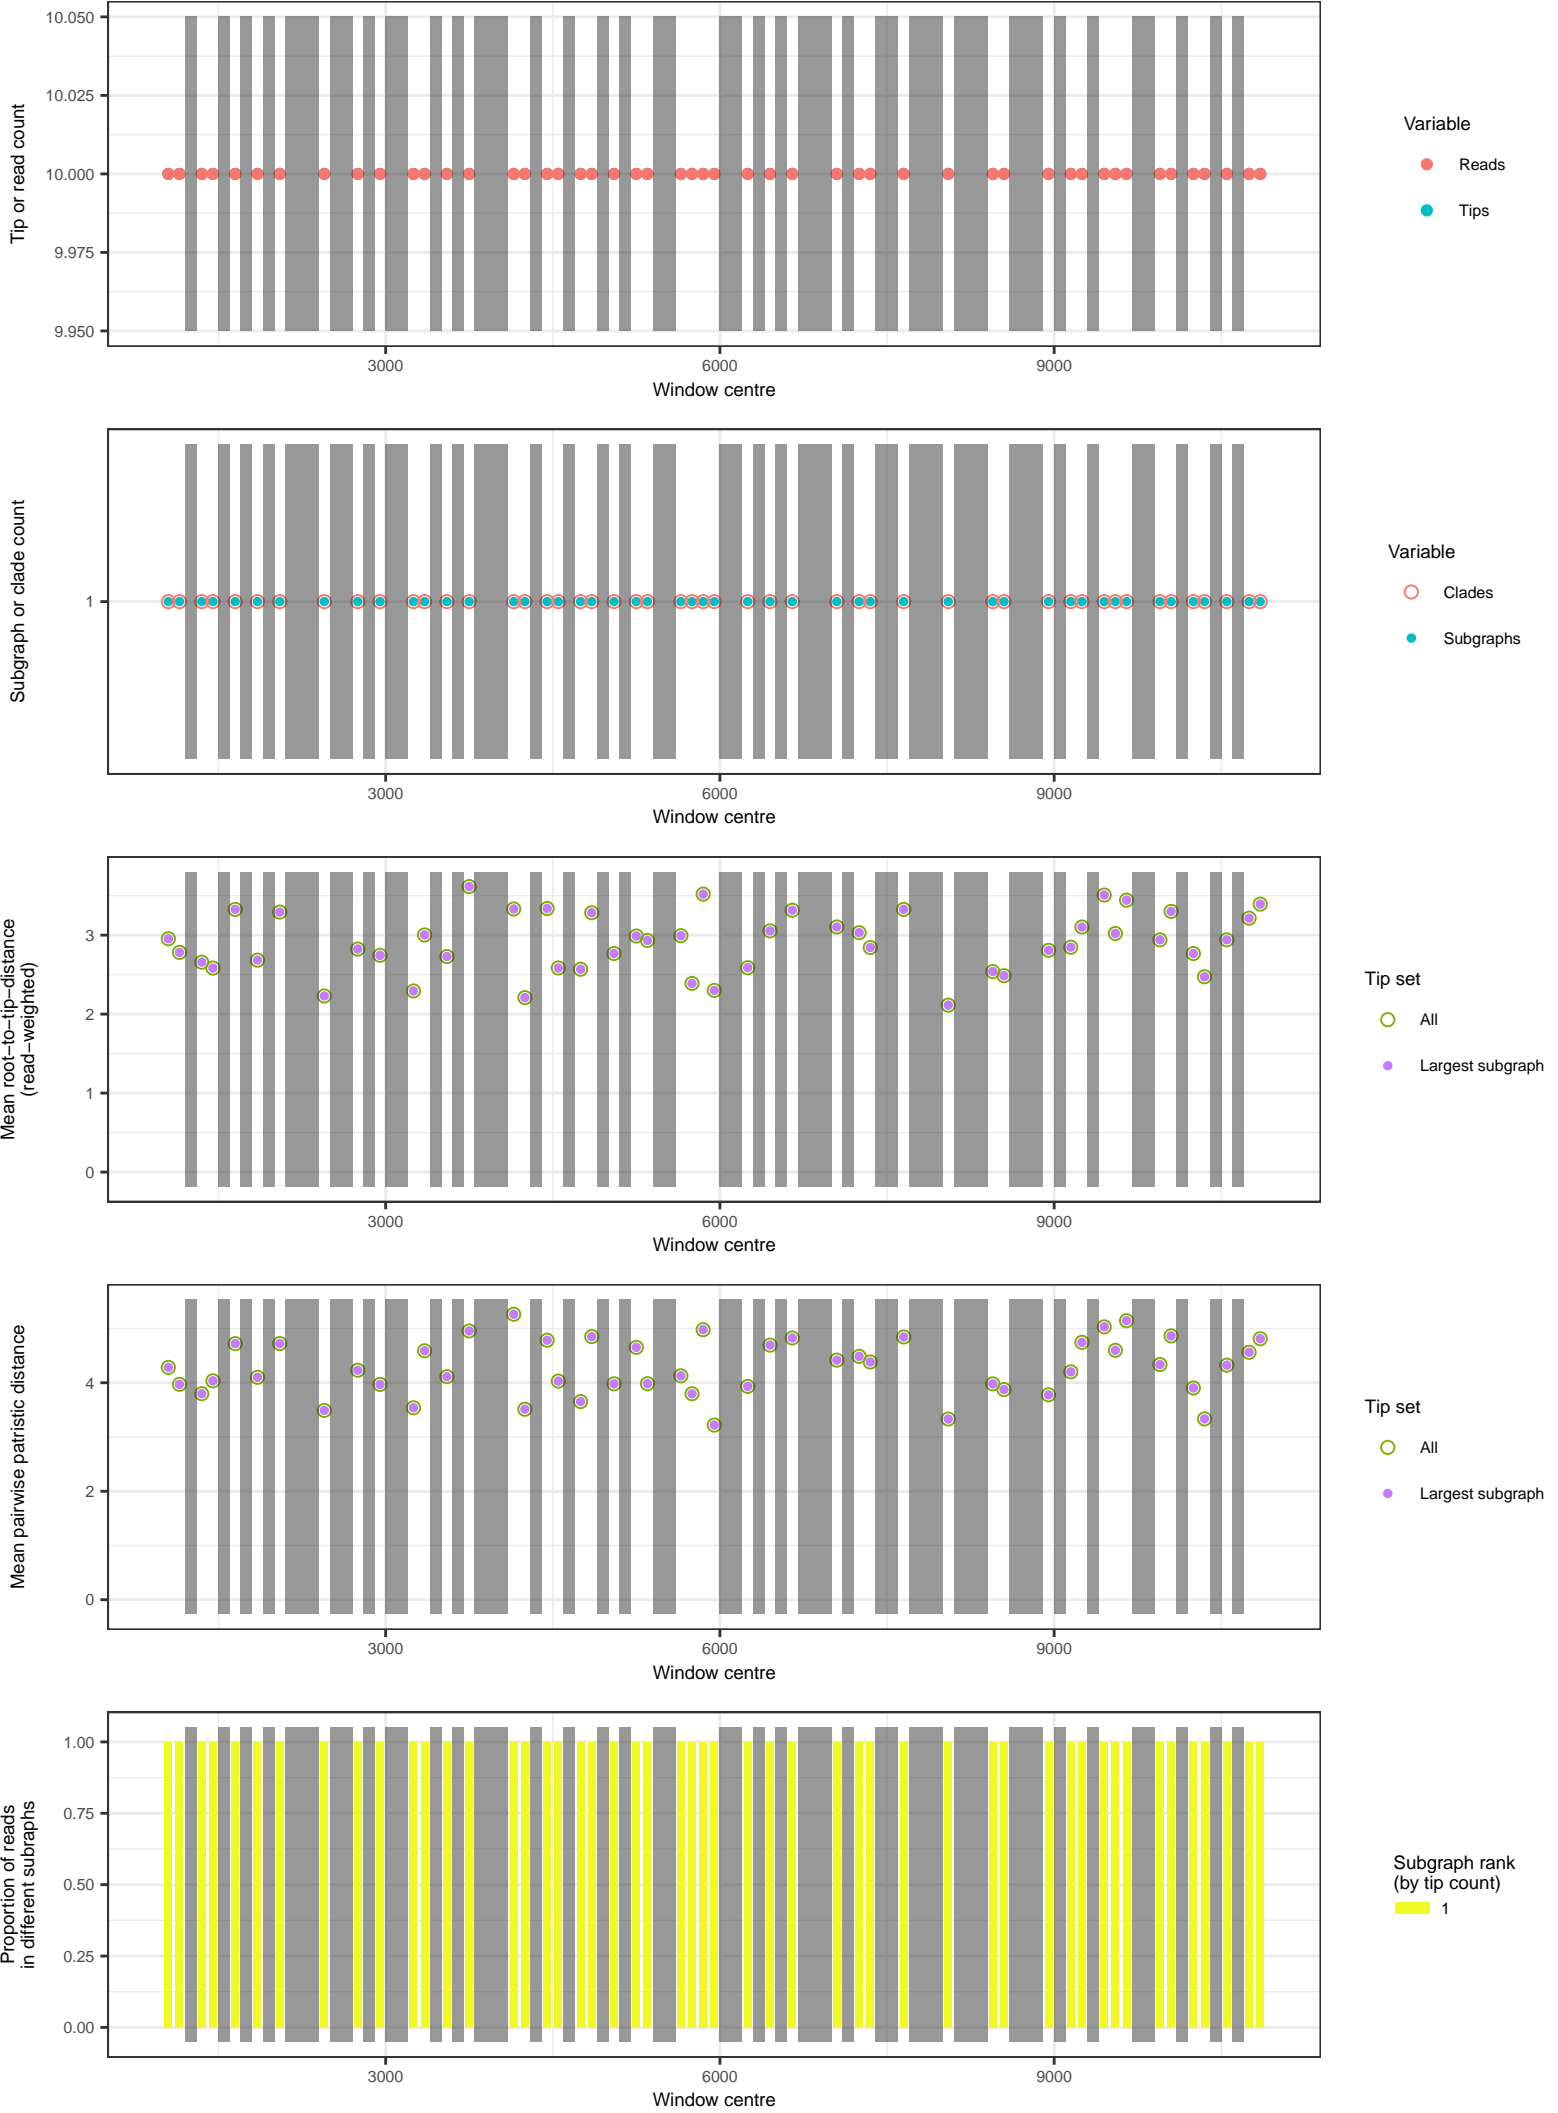 10.050
10.025
10.000
9.975
9.950
Tip or read count
3000 6000 9000
Window centre
Variable
Reads
Tips
1
Subgraph or clade count
3000 6000 9000
Window centre
Variable
Clades
Subgraphs
3
2
1
0
Mean root−to−tip−distance
(read−weighted)
3000 6000 9000
Window centre
Tip set
All
Largest subgraph
4
2
0
Mean pairwise patristic distance
3000 6000 9000
Window centre
Tip set
All
Largest subgraph
1.00
0.75
0.50
0.25
0.00
Proportion of reads
in different subraphs
3000 6000 9000
Window centre
Subgraph rank
(by tip count)
1